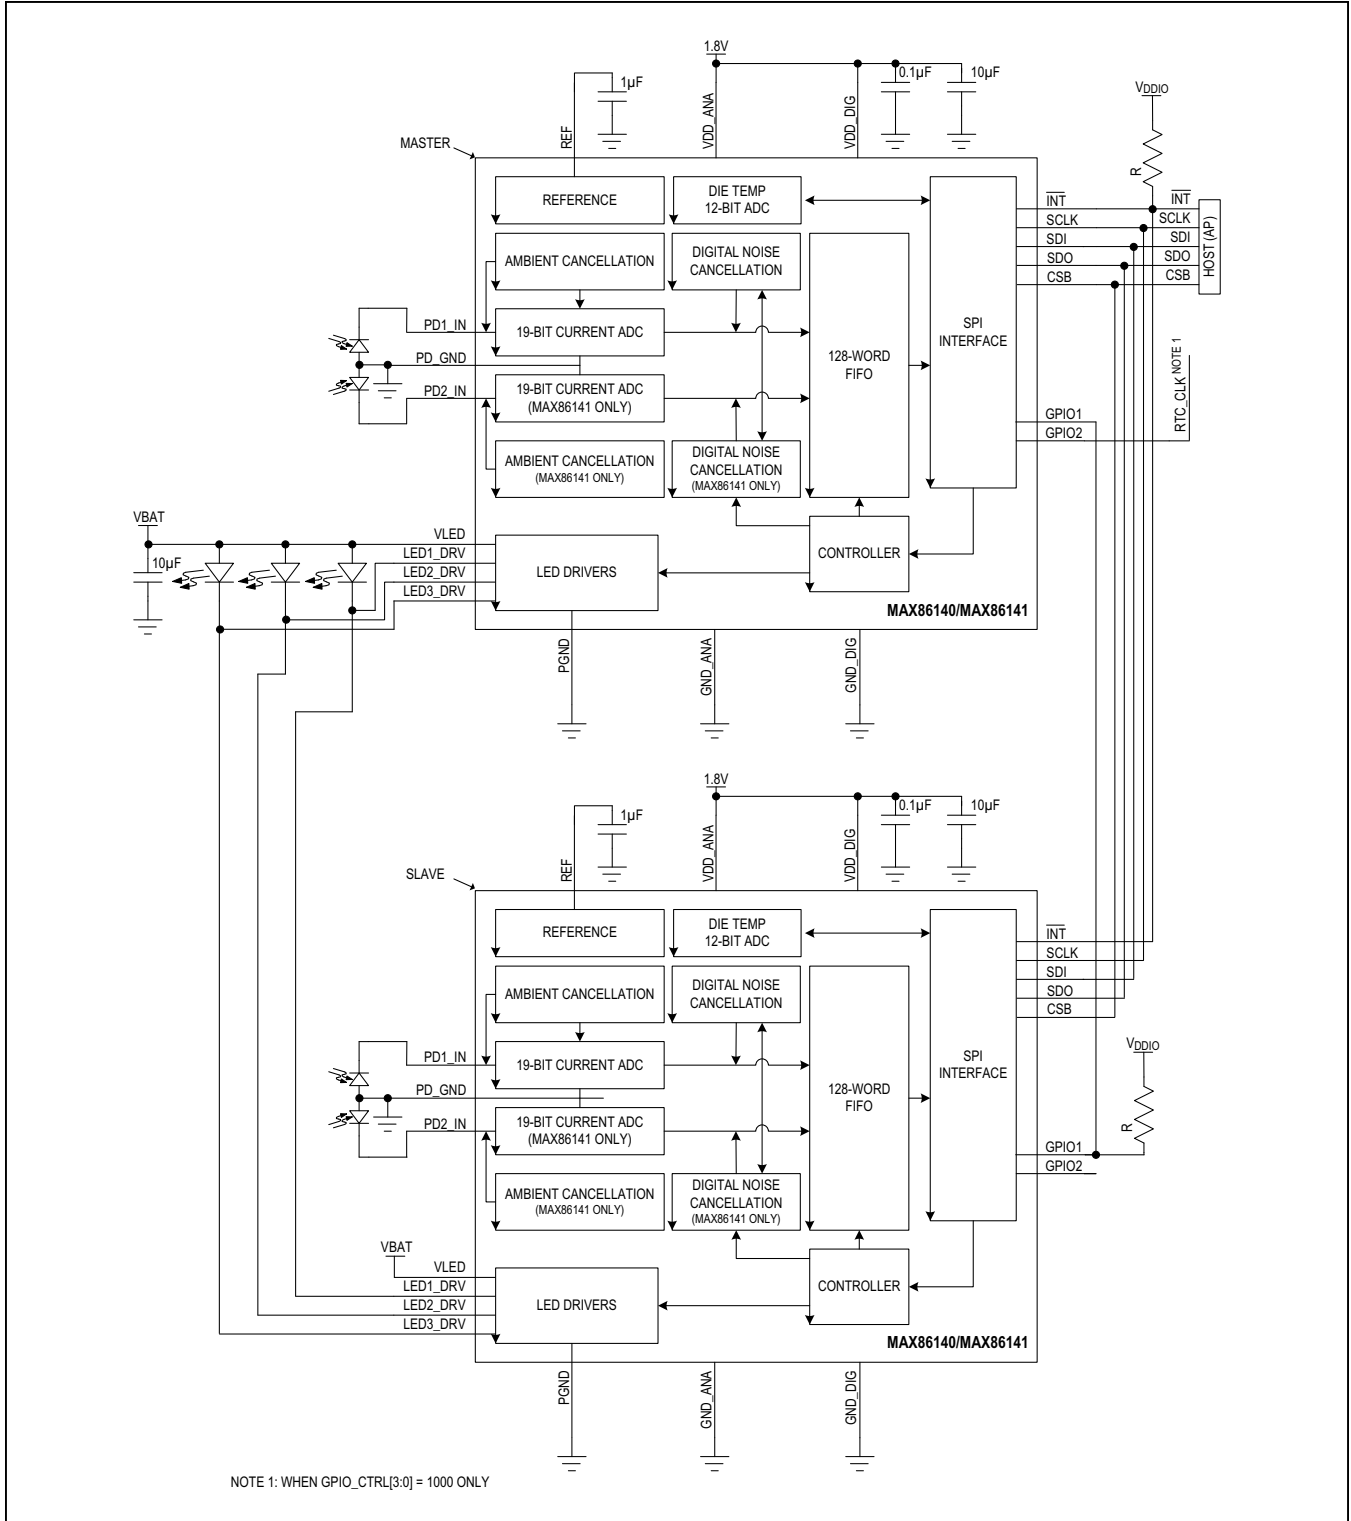 1.8V
1µF
0.1µF
10µF
VDDIO
REF
VDD_ANA
VDD_DIG
R
MASTER
REFERENCE
DIE TEMP
12-BIT ADC
INT
INT
SCLK
SCLK
SDI
SDI
SDO
SDO
CSB
CSB
HOST (AP)
AMBIENT CANCELLATION
DIGITAL NOISE
CANCELLATION
SPI
INTERFACE
PD1_IN
19-BIT CURRENT ADC
128-WORD
FIFO
PD_GND
PD2_IN
19-BIT CURRENT ADC
(MAX86141 ONLY)
RTC_CLK NOTE 1
GPIO1
GPIO2
AMBIENT CANCELLATION
(MAX86141 ONLY)
DIGITAL NOISE
CANCELLATION
(MAX86141 ONLY)
VBAT
10µF
VLED
LED1_DRV
LED2_DRV
LED3_DRV
LED DRIVERS
CONTROLLER
MAX86140/MAX86141
PGND
GND_ANA
GND_DIG
1.8V
1µF
0.1µF
10µF
REF
VDD_ANA
VDD_DIG
SLAVE
REFERENCE
DIE TEMP
12-BIT ADC
INT
SCLK
SDI
SDO
CSB
AMBIENT CANCELLATION
DIGITAL NOISE
CANCELLATION
SPI
INTERFACE
VDDIO
R
PD1_IN
19-BIT CURRENT ADC
128-WORD
FIFO
PD_GND
PD2_IN
19-BIT CURRENT ADC
(MAX86141 ONLY)
GPIO1
GPIO2
AMBIENT CANCELLATION
(MAX86141 ONLY)
DIGITAL NOISE
CANCELLATION
(MAX86141 ONLY)
VBAT
VLED
LED1_DRV
LED2_DRV
LED3_DRV
LED DRIVERS
CONTROLLER
MAX86140/MAX86141
PGND
GND_ANA
GND_DIG
NOTE 1: WHEN GPIO_CTRL[3:0] = 1000 ONLY